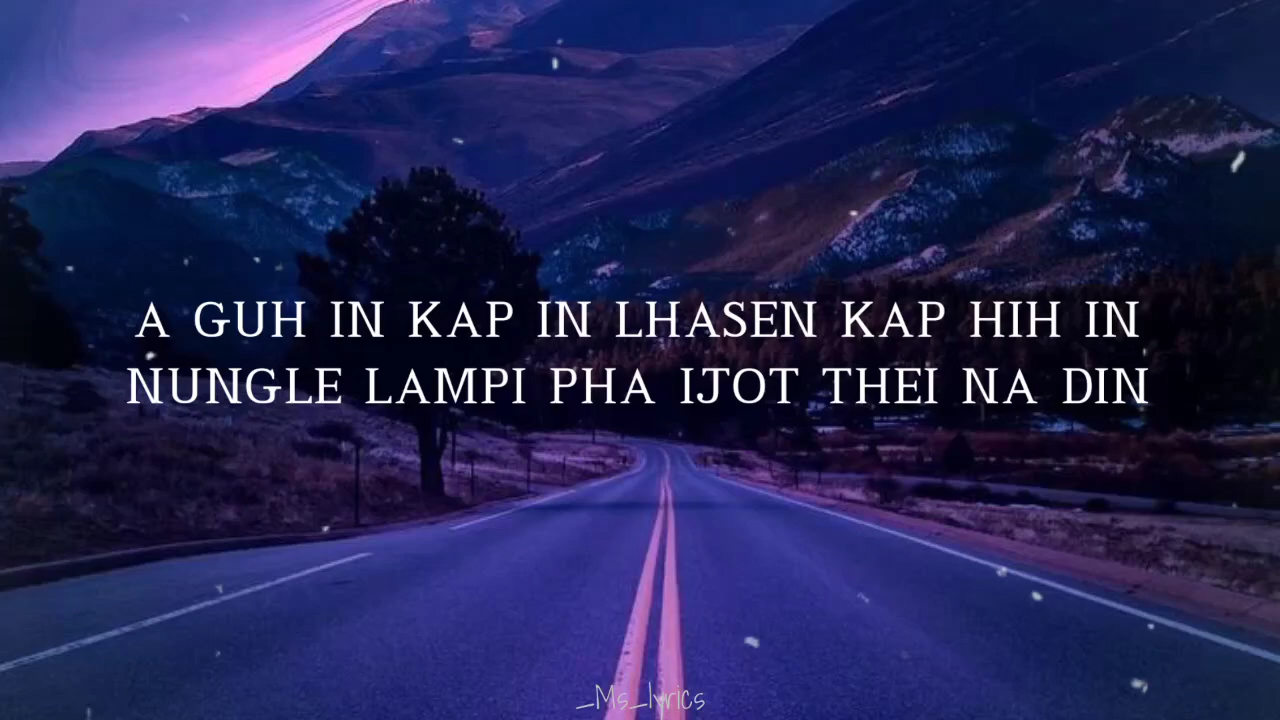 A GUH IN KAP IN LHASEN KAP HIH IN
NUNGLE LAMPI PHA IJOT THEI NA DIN
_Ms_lyrics